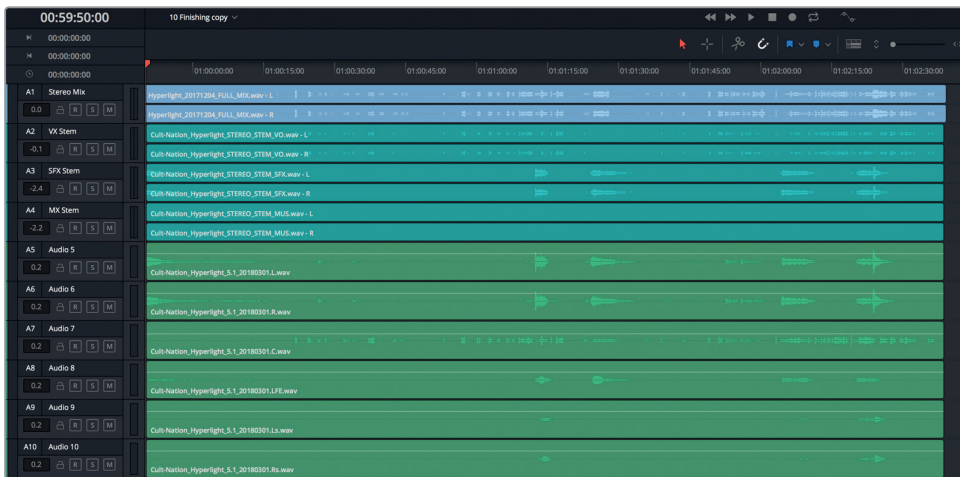 00:59:50:00
10 Finishing copy
00:00:00:00
00:00:00:00
00:00:00:00
01:00:00:00 01:00:15:00 01:00:30:00 01:00:45:00 01:01:00:00 01:01:15:00 01:01:30:00 01:01:45:00 01:02:00:00 01:02:15:00 01:02:30:00
A1 Stereo Mix
0.0 R S M
Hyperlight_20171204_FULL_MIX.wav - L
Hyperlight_20171204_FULL_MIX.wav - R
A2 VX Stem
-0.1 R S M
Cult-Nation_Hyperlight_STEREO_STEM_VO.wav - L
Cult-Nation_Hyperlight_STEREO_STEM_VO.wav - R
A3 SFX Stem
-2.4 R S M
Cult-Nation_Hyperlight_STEREO_STEM_SFX.wav - L
Cult-Nation_Hyperlight_STEREO_STEM_SFX.wav - R
A4 MX Stem
-2.2 R S M
Cult-Nation_Hyperlight_STEREO_STEM_MUS.wav - L
Cult-Nation_Hyperlight_STEREO_STEM_MUS.wav - R
A5 Audio 5
0.2 R S M
Cult-Nation_Hyperlight_5.1_20180301.L.wav
A6 Audio 6
0.2 R S M
Cult-Nation_Hyperlight_5.1_20180301.R.wav
A7 Audio 7
0.2 R S M
Cult-Nation_Hyperlight_5.1_20180301.C.wav
A8 Audio 8
0.2 R S M
Cult-Nation_Hyperlight_5.1_20180301.LFE.wav
A9 Audio 9
0.2 R S M
Cult-Nation_Hyperlight_5.1_20180301.Ls.wav
A10 Audio 10
0.2 R S M
Cult-Nation_Hyperlight_5.1_20180301.Rs.wav